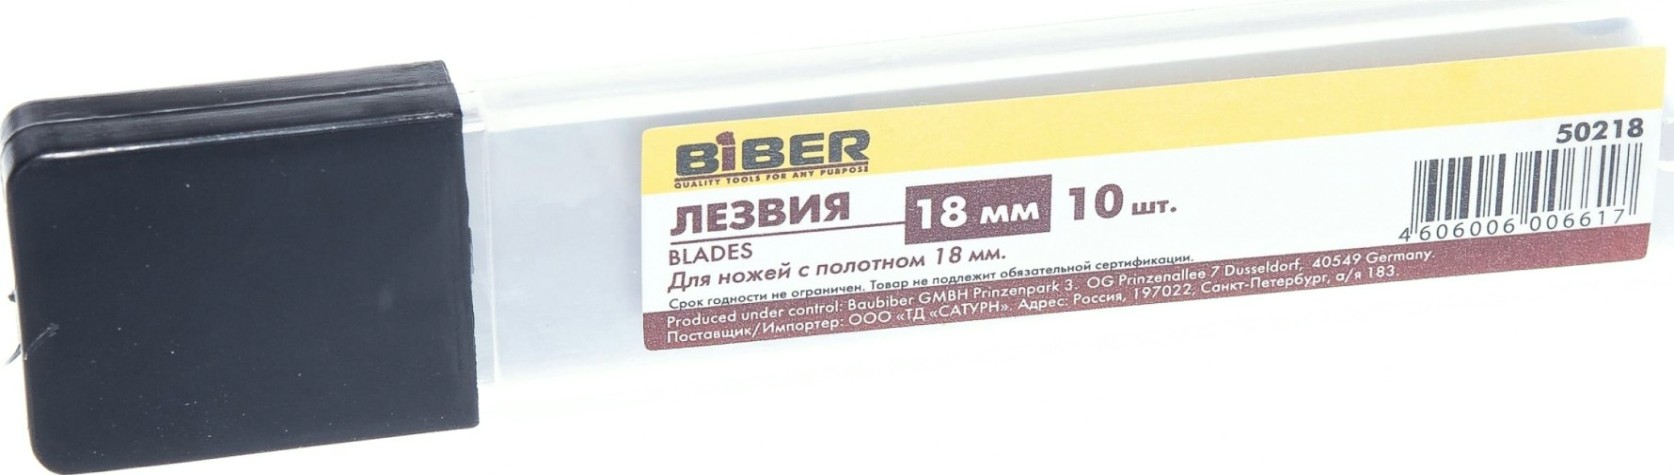 BiBER
QUALITY TOOLS FOR ANY PURPOSE
50218
ЛЕЗВИЯ 18 мм 10 шт.
BLADES
Для ножей с полотном 18 мм.
4 606006 006617
Срок годности не ограничен. Товар не подлежит обязательной сертификации.
Produced under control: Baubiber GMBH Prinzenpark 3. OG Prinzenallee 7 Dusseldorf, 40549 Germany.
Поставщик/Импортер: ООО «ТД «САТУРН». Адрес: Россия, 197022, Санкт-Петербург, а/я 183.